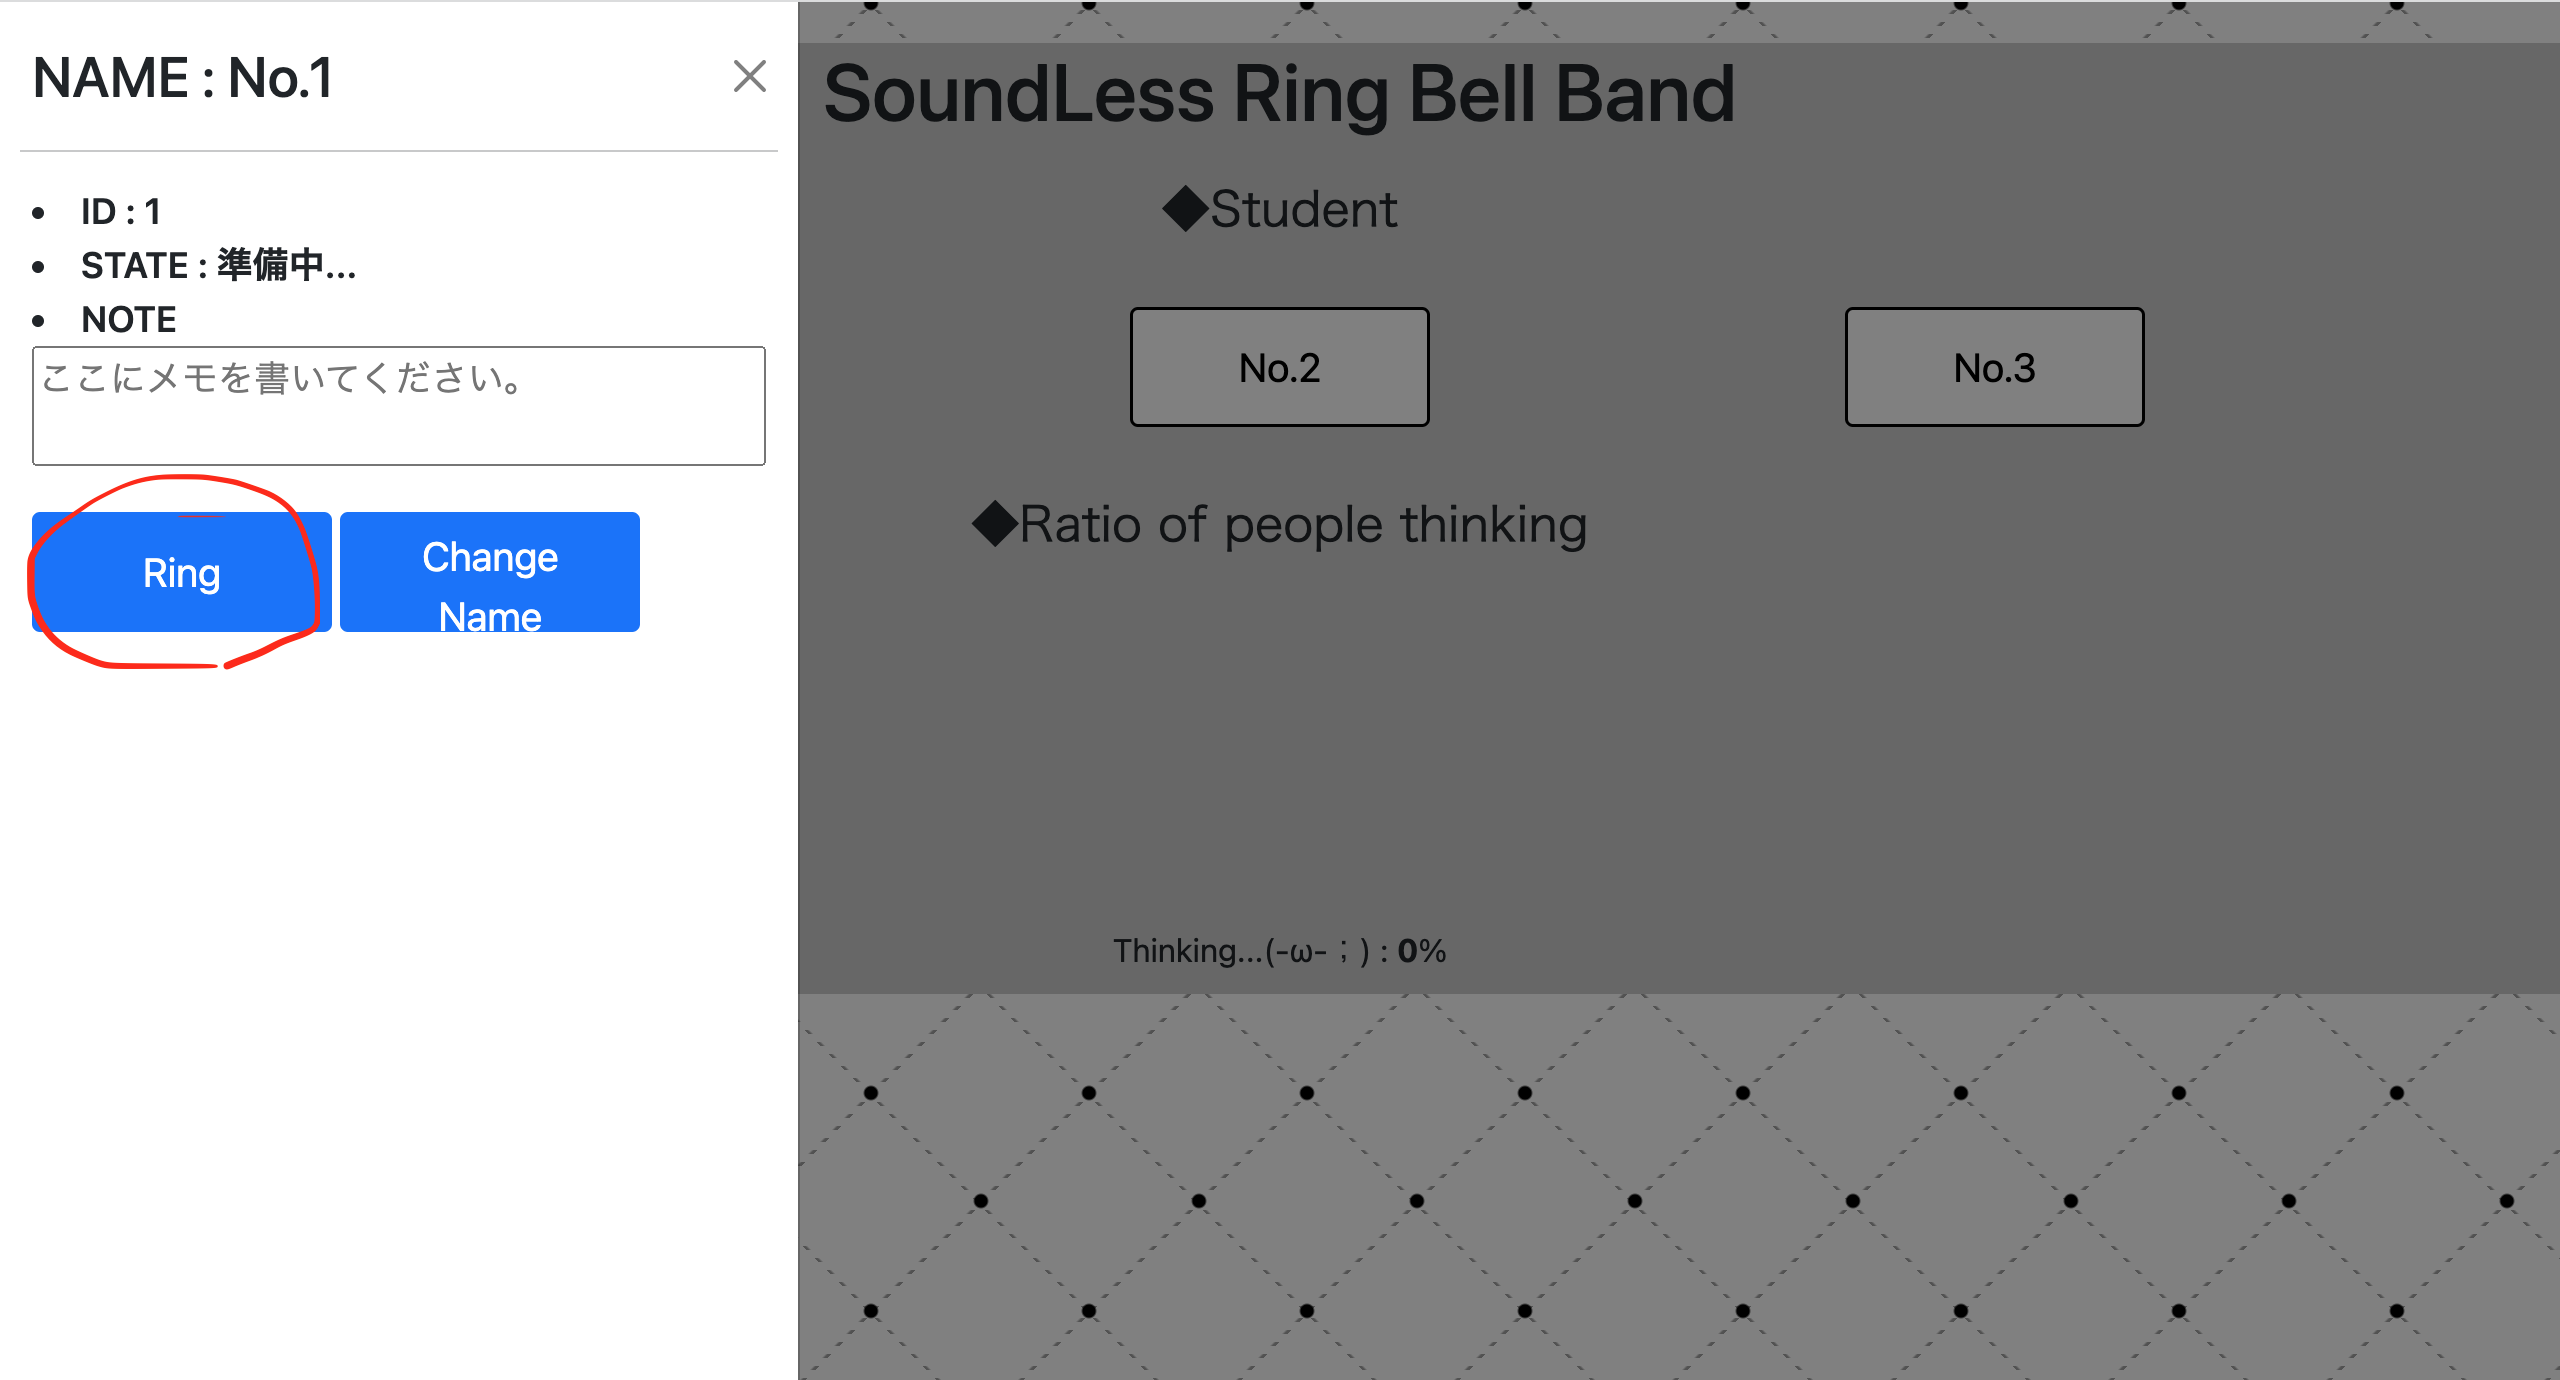 NAME : No.1
ID : 1
STATE : 準備中...
NOTE
ここにメモを書いてください。
Ring
Change
Name
SoundLess Ring Bell Band
◆Student
No.2
No.3
◆Ratio of people thinking
Thinking...(-ω-；) : 0%